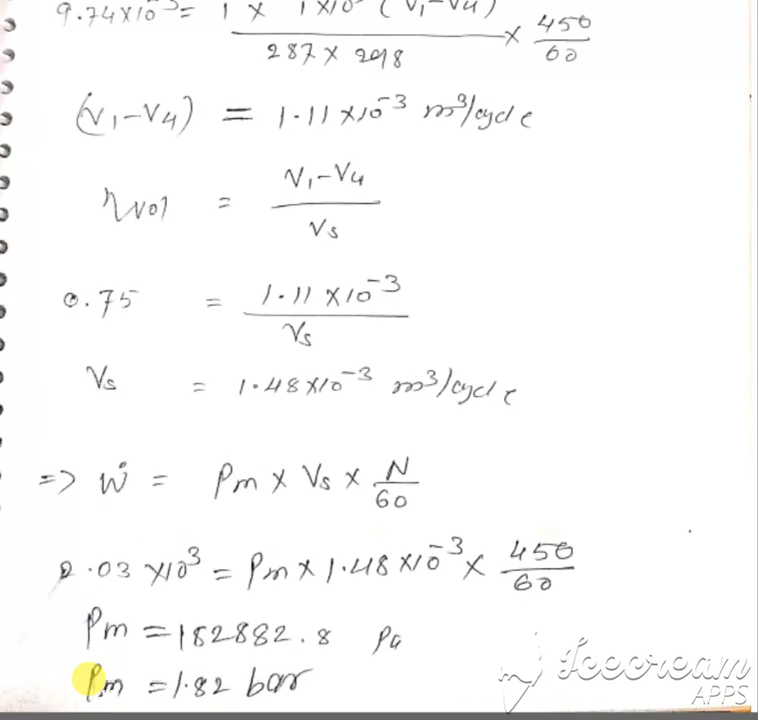 9.74×10⁻³ = 1 × 1×10⁵ (V₁-V₄) / 287 × 298 × 450/60
(V₁-V₄) = 1.11 ×10⁻³ m³/cycle
ηvol = V₁-V₄ / Vs
0.75 = 1.11 ×10⁻³ / Vs
Vs = 1.48×10⁻³ m³/cycle
=> Ẇ = Pm × Vs × N/60
2.03 ×10³ = Pm × 1.48 ×10⁻³ × 450/60
Pm = 182882.8 Pa
Pm = 1.82 bar
Icecream
APPS